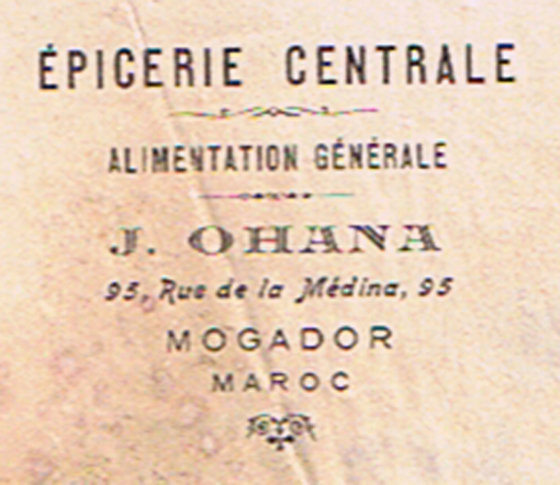 ÉPICERIE CENTRALE
ALIMENTATION GÉNÉRALE
J. OHANA
95, Rue de la Médina, 95
MOGADOR
MAROC